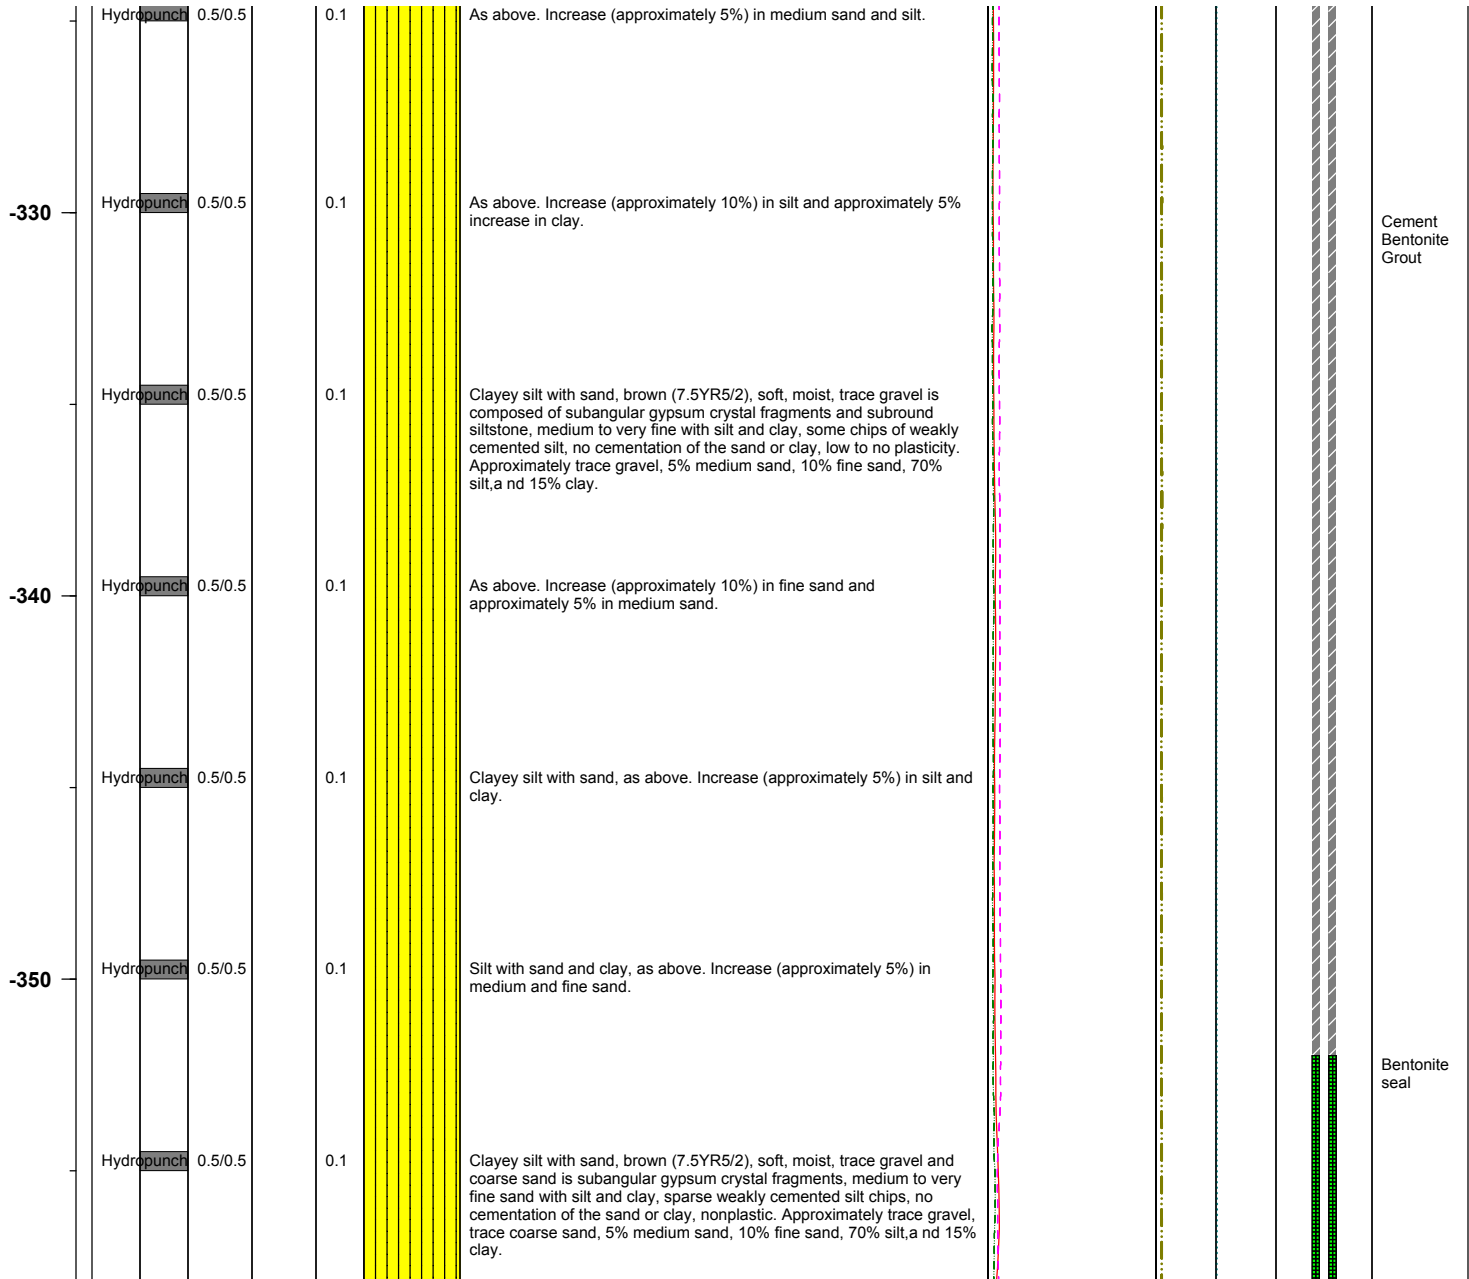 Hydropunch 0.5/0.5 0.1 As above. Increase (approximately 5%) in medium sand and silt.
-330 Hydropunch 0.5/0.5 0.1 As above. Increase (approximately 10%) in silt and approximately 5%
increase in clay.
Cement
Bentonite
Grout
Hydropunch 0.5/0.5 0.1 Clayey silt with sand, brown (7.5YR5/2), soft, moist, trace gravel is
composed of subangular gypsum crystal fragments and subround
siltstone, medium to very fine with silt and clay, some chips of weakly
cemented silt, no cementation of the sand or clay, low to no plasticity.
Approximately trace gravel, 5% medium sand, 10% fine sand, 70%
silt,a nd 15% clay.
-340 Hydropunch 0.5/0.5 0.1 As above. Increase (approximately 10%) in fine sand and
approximately 5% in medium sand.
Hydropunch 0.5/0.5 0.1 Clayey silt with sand, as above. Increase (approximately 5%) in silt and
clay.
-350 Hydropunch 0.5/0.5 0.1 Silt with sand and clay, as above. Increase (approximately 5%) in
medium and fine sand.
Bentonite
seal
Hydropunch 0.5/0.5 0.1 Clayey silt with sand, brown (7.5YR5/2), soft, moist, trace gravel and
coarse sand is subangular gypsum crystal fragments, medium to very
fine sand with silt and clay, sparse weakly cemented silt chips, no
cementation of the sand or clay, nonplastic. Approximately trace gravel,
trace coarse sand, 5% medium sand, 10% fine sand, 70% silt,a nd 15%
clay.